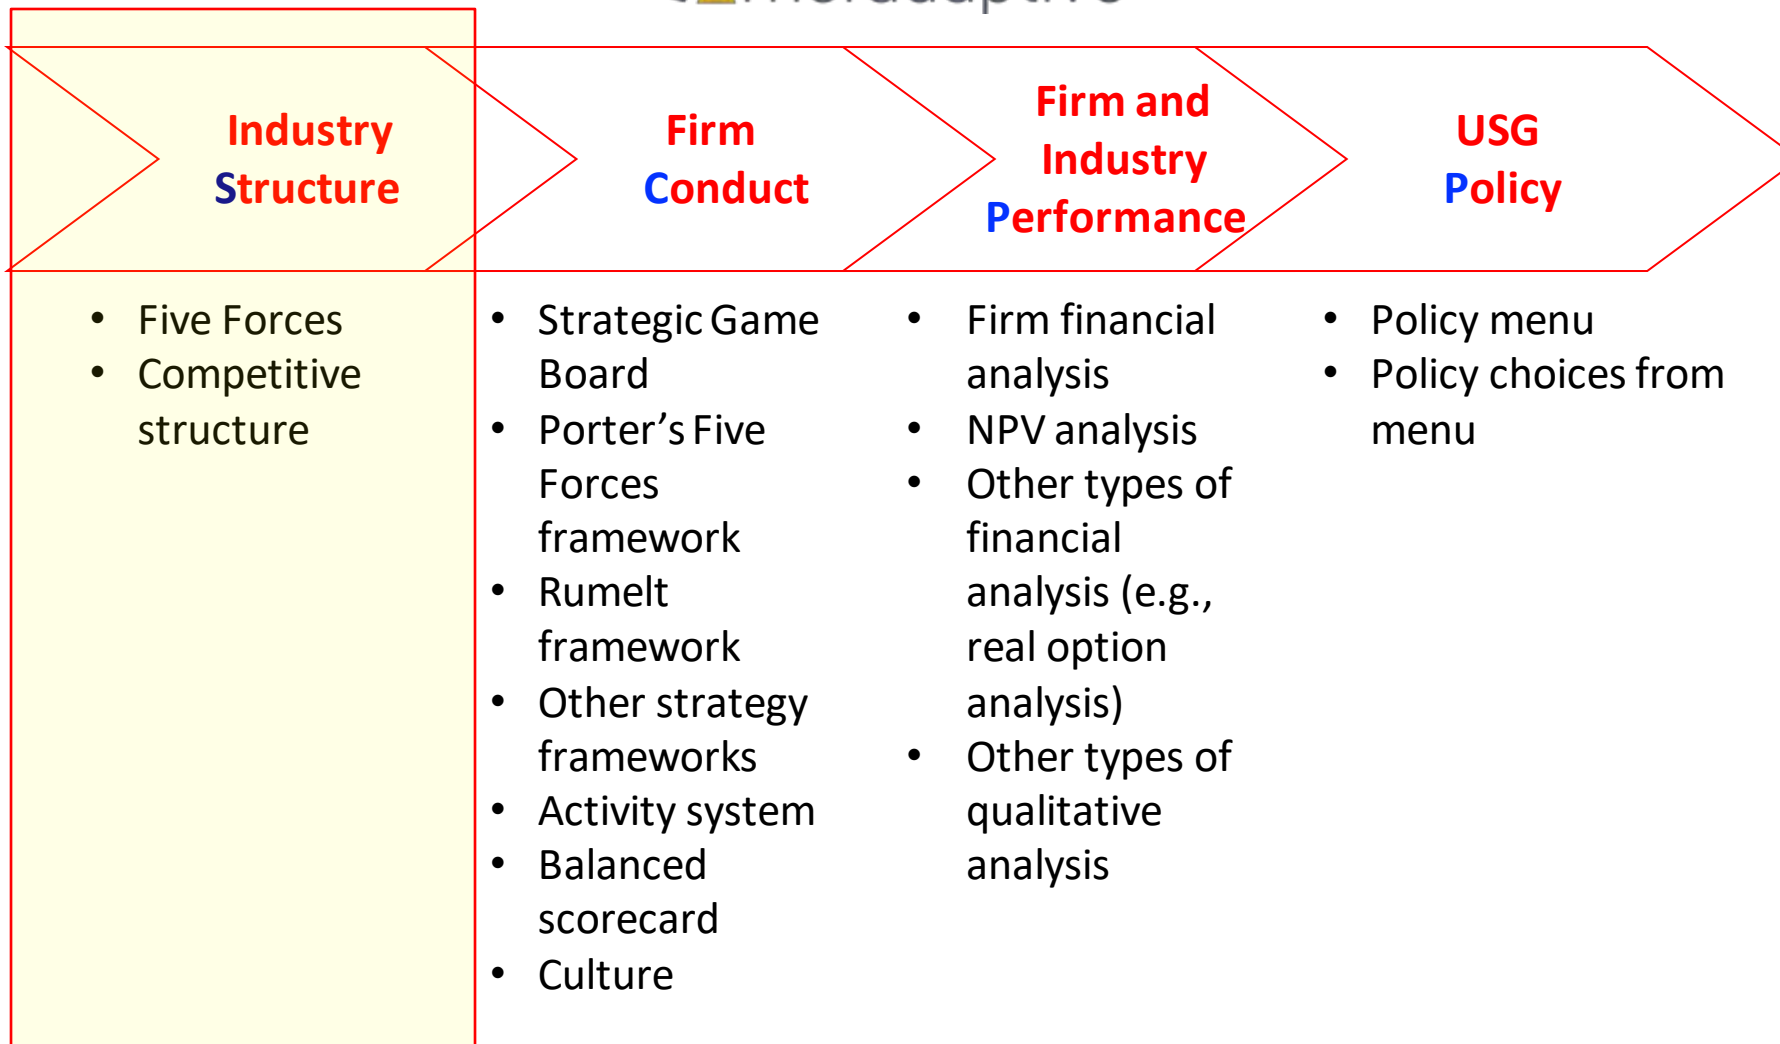 Industry
Structure
Firm
Conduct
Firm and
Industry
Performance
USG
Policy
• Five Forces
• Competitive
structure
• Strategic Game
Board
• Porter’s Five
Forces
framework
• Rumelt
framework
• Other strategy
frameworks
• Activity system
• Balanced
scorecard
• Culture
• Firm financial
analysis
• NPV analysis
• Other types of
financial
analysis (e.g.,
real option
analysis)
• Other types of
qualitative
analysis
• Policy menu
• Policy choices from
menu